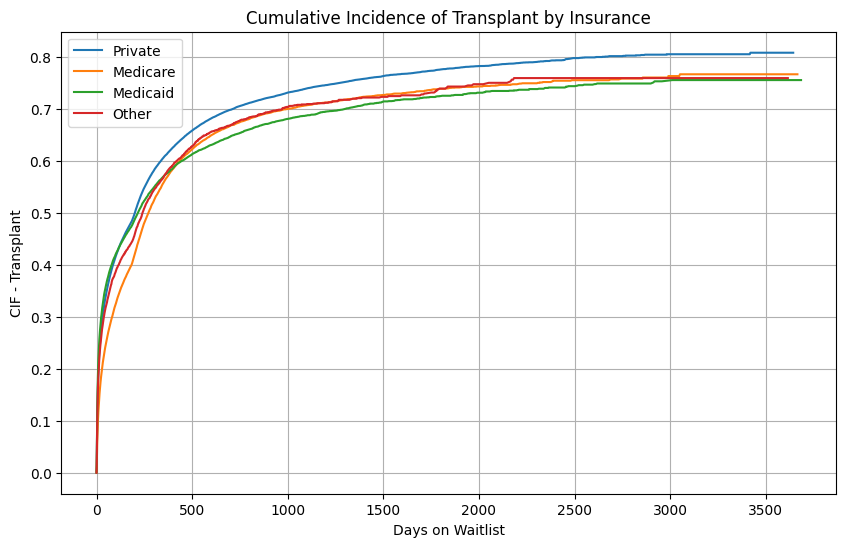 Cumulative Incidence of Transplant by Insurance
Private
Medicare
Medicaid
Other
CIF - Transplant
0.8
0.7
0.6
0.5
0.4
0.3
0.2
0.1
0.0
0 500 1000 1500 2000 2500 3000 3500
Days on Waitlist